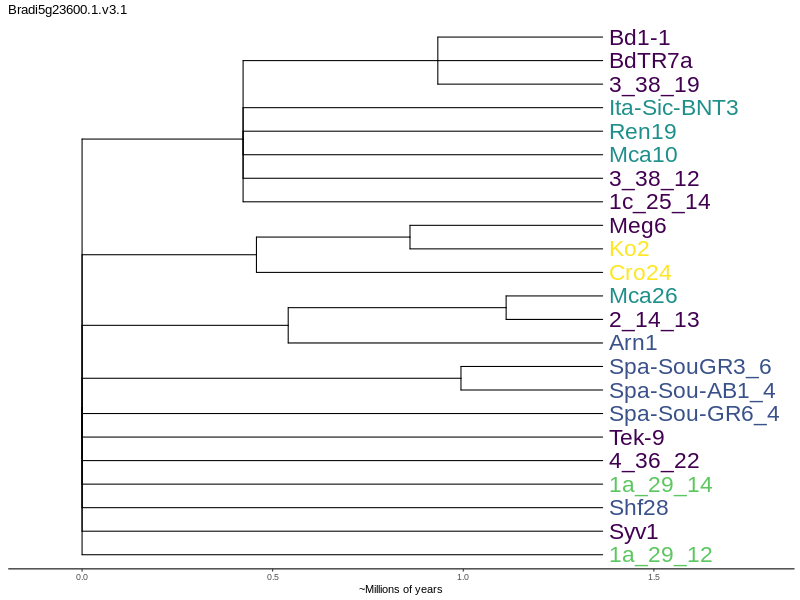 Bradi5g23600.1.v3.1
Bd1-1
BdTR7a
3_38_19
Ita-Sic-BNT3
Ren19
Mca10
3_38_12
1c_25_14
Meg6
Ko2
Cro24
Mca26
2_14_13
Arn1
Spa-SouGR3_6
Spa-Sou-AB1_4
Spa-Sou-GR6_4
Tek-9
4_36_22
1a_29_14
Shf28
Syv1
1a_29_12
0.0 0.5 1.0 1.5
~Millions of years